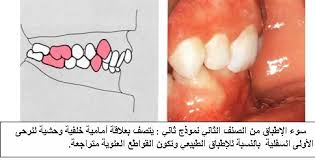 سوء الإطباق من الصنف الثاني نموذج ثاني : يتصف بعلاقة أمامية خلفية وحشية للرحى
الأولى السفلية بالنسبة للإطباق الطبيعي وتكون القواطع العلوية متراجعة.